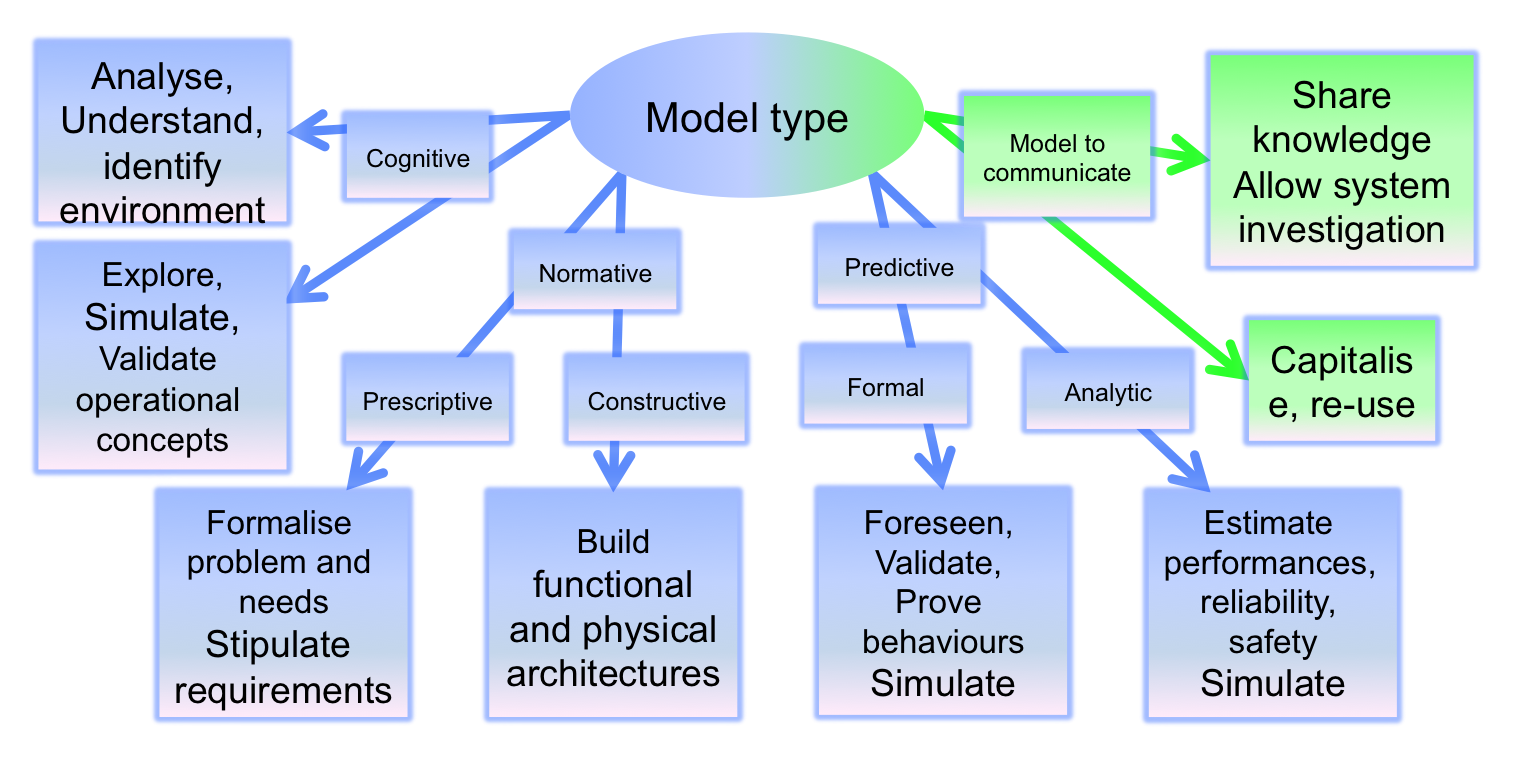 Model type
Analyse,
Understand,
identify
environment
Cognitive
Explore,
Simulate,
Validate
operational
concepts
Normative
Prescriptive
Constructive
Formalise
problem and
needs
Stipulate
requirements
Build
functional
and physical
architectures
Predictive
Formal
Analytic
Foreseen,
Validate,
Prove
behaviours
Simulate
Estimate
performances,
reliability,
safety
Simulate
Model to
communicate
Share
knowledge
Allow system
investigation
Capitalis
e, re-use